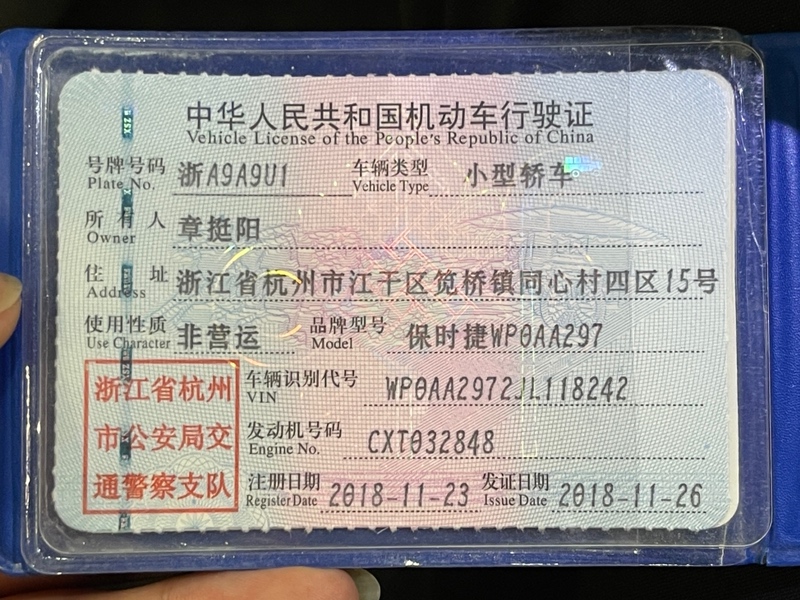 中华人民共和国机动车行驶证
Vehicle License of the People's Republic of China
号牌号码 浙A9A9U1 车辆类型 小型轿车
Plate No. Vehicle Type
所有人 章挺阳
Owner
住址 浙江省杭州市江干区笕桥镇同心村四区15号
Address
使用性质 非营运 品牌型号 保时捷WP0AA297
Use Character Model
浙江省杭州 车辆识别代号 WP0AA2972JL118242
VIN
市公安局交 发动机号码 CXT032848
Engine No.
通警察支队 注册日期 2018-11-23 发证日期 2018-11-26
Register Date Issue Date